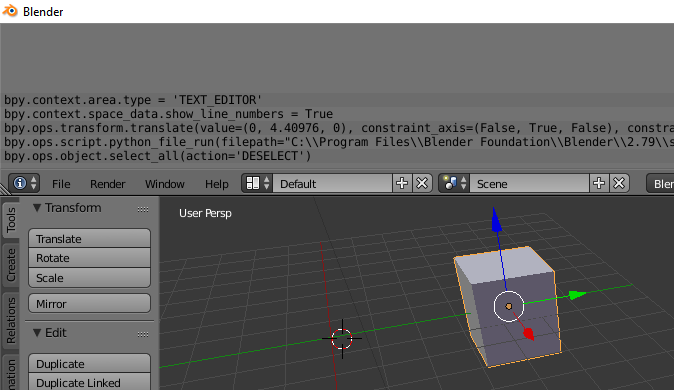 Blender
bpy.context.area.type = 'TEXT_EDITOR'
bpy.context.space_data.show_line_numbers = True
bpy.ops.transform.translate(value=(0, 4.40976, 0), constraint_axis=(False, True, False), constra
bpy.ops.script.python_file_run(filepath="C:\\Program Files\\Blender Foundation\\Blender\\2.79\\s
bpy.ops.object.select_all(action='DESELECT')
File Render Window Help Default Scene Bler
Tools
Transform
User Persp
Translate
Rotate
Create
Scale
Mirror
Relations
Edit
Duplicate
mation
Duplicate Linked